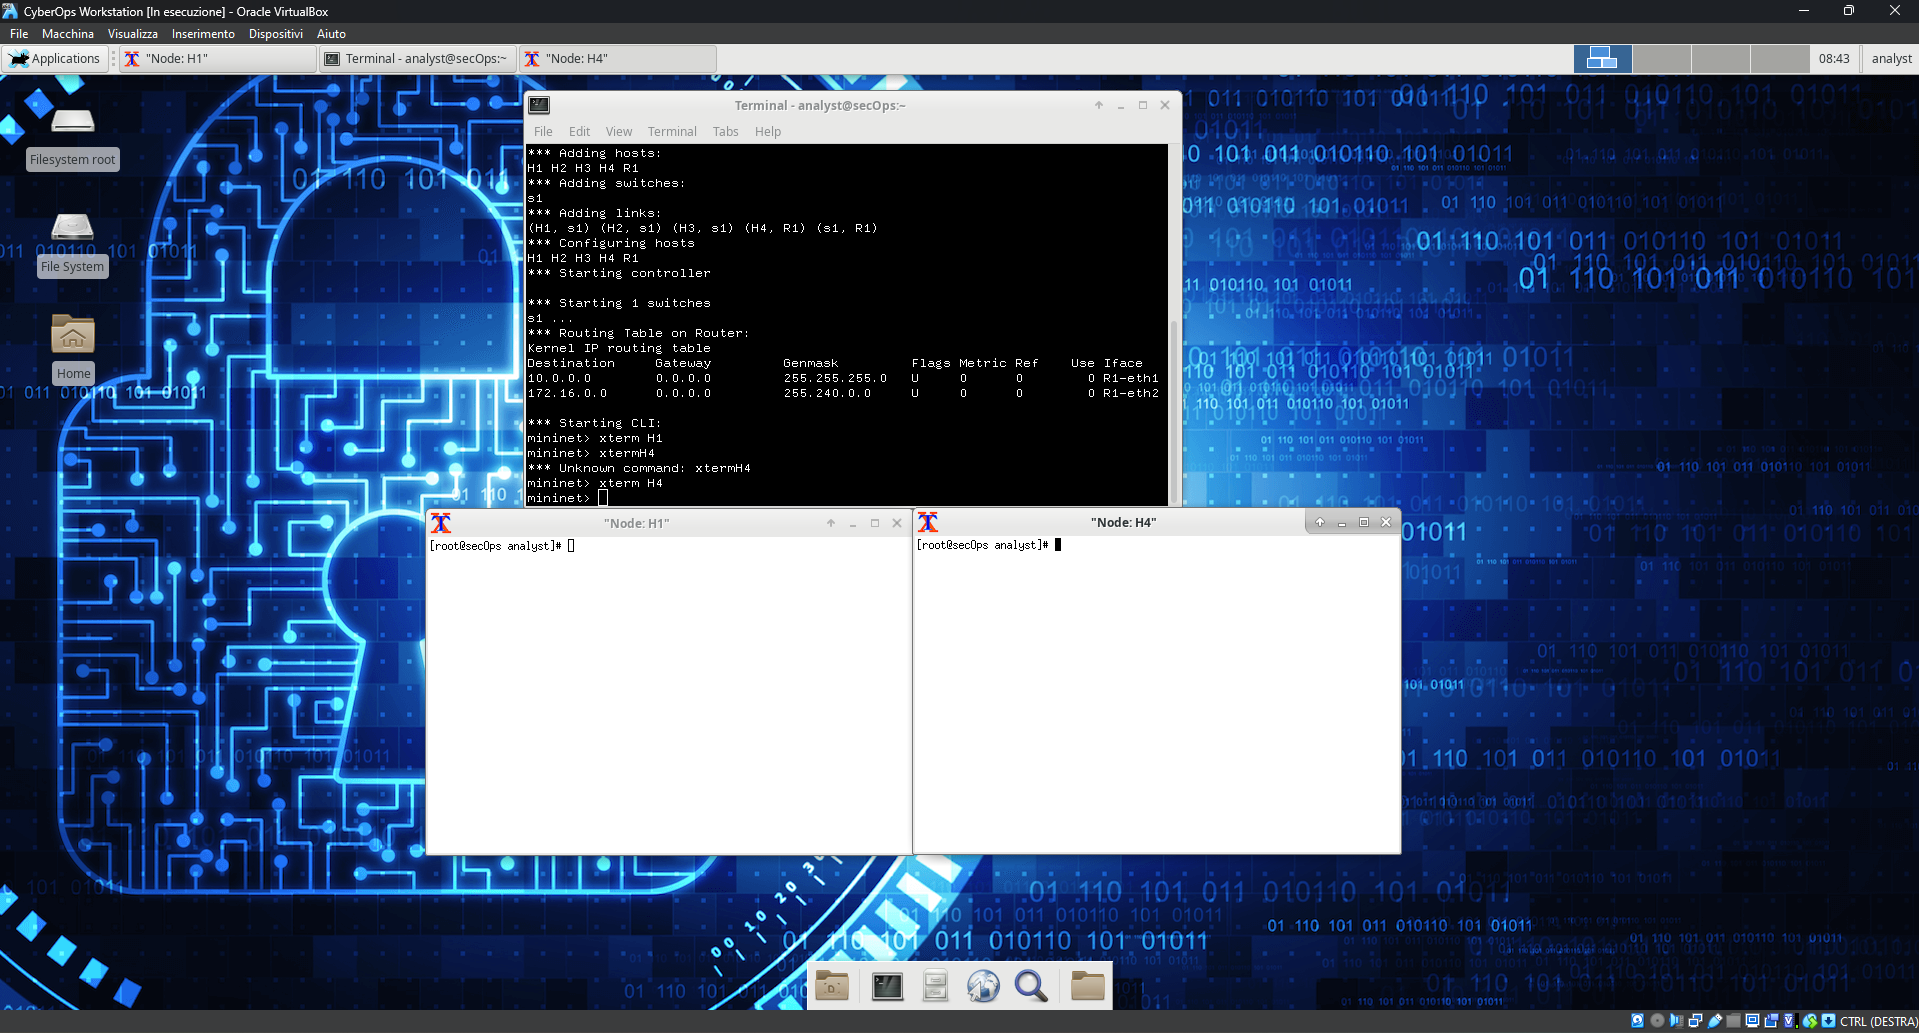 CyberOps Workstation [In esecuzione] - Oracle VirtualBox
File Macchina Visualizza Inserimento Dispositivi Aiuto
Applications "Node: H1" Terminal - analyst@secOps:~ "Node: H4" 08:43 analyst
Filesystem root
File System
Home
Terminal - analyst@secOps:~
File Edit View Terminal Tabs Help
*** Adding hosts:
H1 H2 H3 H4 R1
*** Adding switches:
s1
*** Adding links:
(H1, s1) (H2, s1) (H3, s1) (H4, R1) (s1, R1)
*** Configuring hosts
H1 H2 H3 H4 R1
*** Starting controller
*** Starting 1 switches
s1 ...
*** Routing Table on Router:
Kernel IP routing table
Destination Gateway Genmask Flags Metric Ref Use Iface
10.0.0.0 0.0.0.0 255.255.255.0 U 0 0 0 R1-eth1
172.16.0.0 0.0.0.0 255.240.0.0 U 0 0 0 R1-eth2
*** Starting CLI:
mininet> xterm H1
mininet> xtermH4
*** Unknown command: xtermH4
mininet> xterm H4
mininet>
"Node: H1"
[root@secOps analyst]#
"Node: H4"
[root@secOps analyst]#
CTRL (DESTRA)